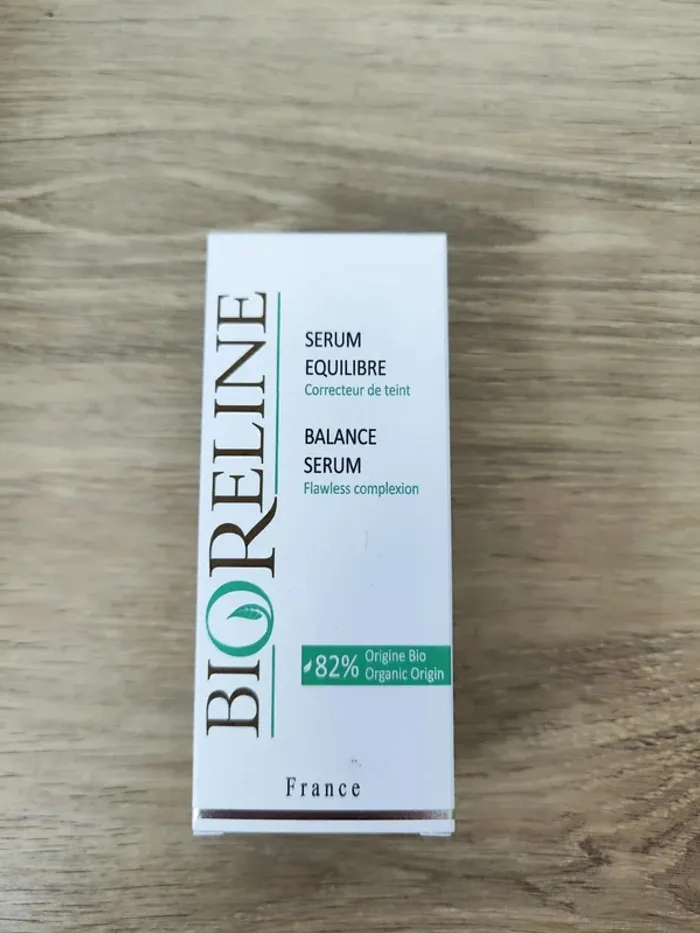 BIORELINE
SERUM
EQUILIBRE
Correcteur de teint
BALANCE
SERUM
Flawless complexion
82%
Origine Bio
Organic Origin
France